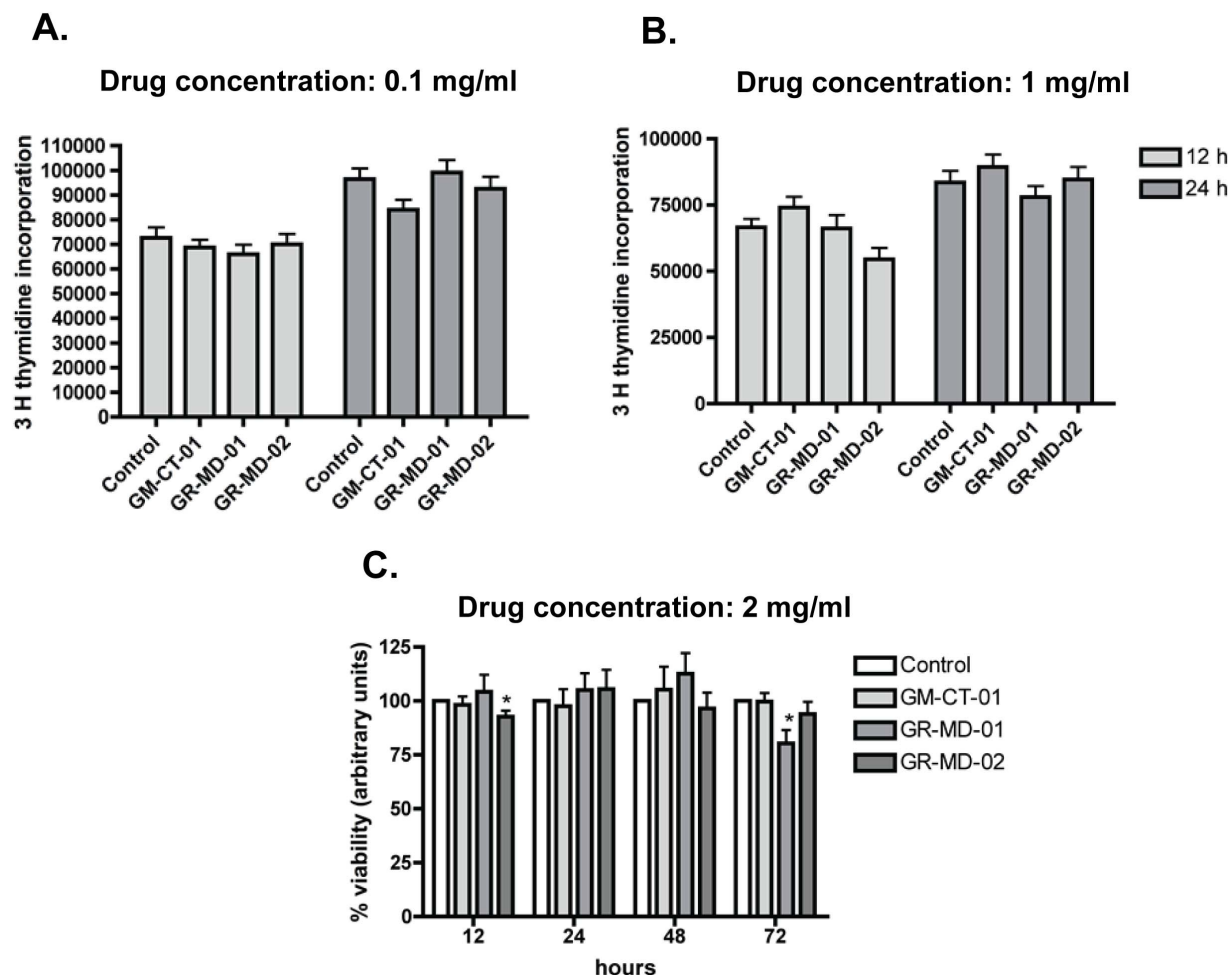 A.
Drug concentration: 0.1 mg/ml
3 H thymidine incorporation
110000
100000
90000
80000
70000
60000
50000
40000
30000
20000
10000
0
Control
GM-CT-01
GR-MD-01
GR-MD-02
Control
GM-CT-01
GR-MD-01
GR-MD-02
B.
Drug concentration: 1 mg/ml
3 H thymidine incorporation
100000
75000
50000
25000
0
Control
GM-CT-01
GR-MD-01
GR-MD-02
Control
GM-CT-01
GR-MD-01
GR-MD-02
12 h
24 h
C.
Drug concentration: 2 mg/ml
% viability (arbitrary units)
125
100
75
50
25
0
*
*
12
24
48
72
hours
Control
GM-CT-01
GR-MD-01
GR-MD-02